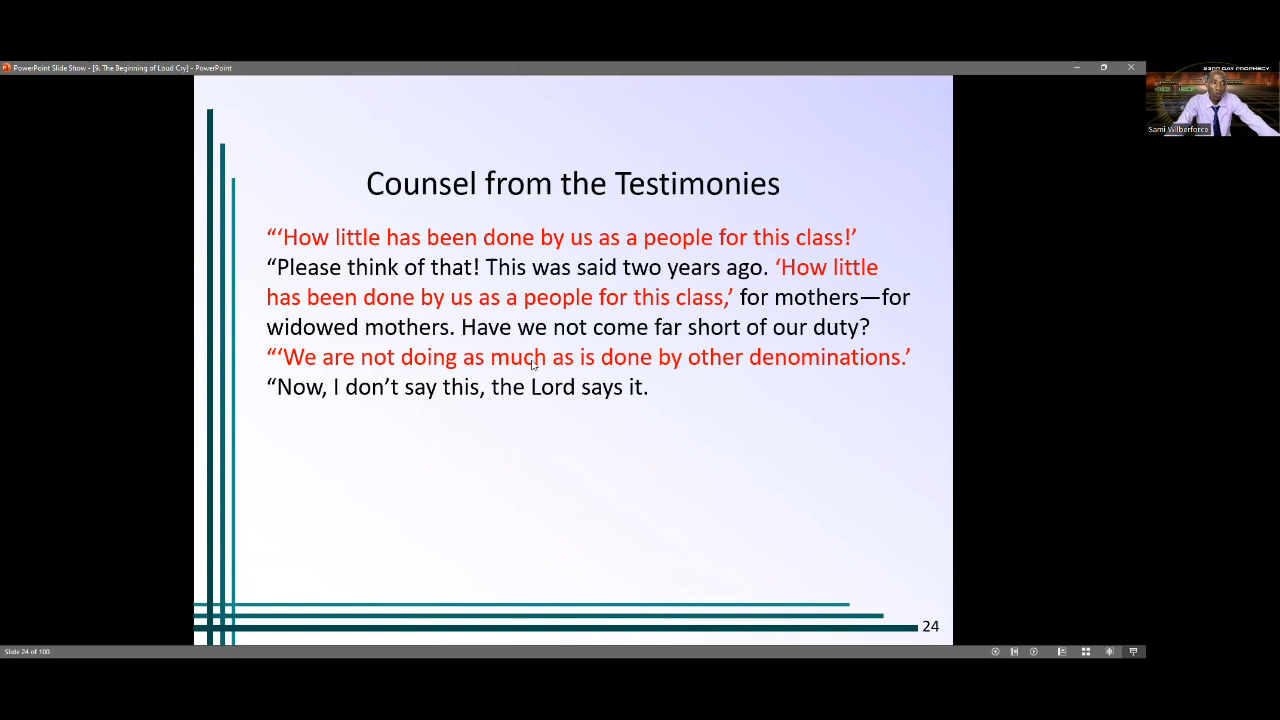 PowerPoint Slide Show - [9. The Beginning of Loud Cry] - PowerPoint
2300 DAY PROPHECY
Sami Wilberforce
Counsel from the Testimonies
“‘How little has been done by us as a people for this class!’
“Please think of that! This was said two years ago. ‘How little
has been done by us as a people for this class,’ for mothers—for
widowed mothers. Have we not come far short of our duty?
“‘We are not doing as much as is done by other denominations.’
“Now, I don’t say this, the Lord says it.
24
Slide 24 of 100